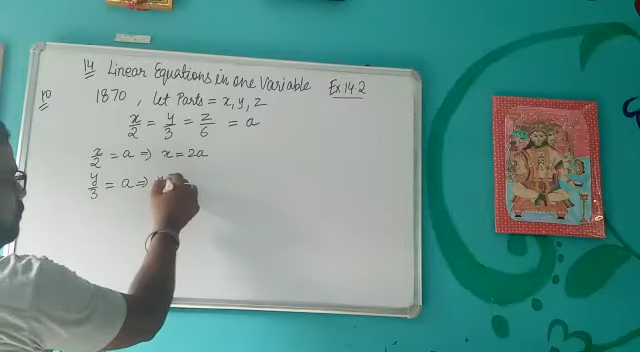 14 Linear Equations in one Variable Ex 14.2
10 1870, let Parts = x, y, z
x/2 = y/3 = z/6 = a
x/2 = a ⇒ x = 2a
y/3 = a ⇒